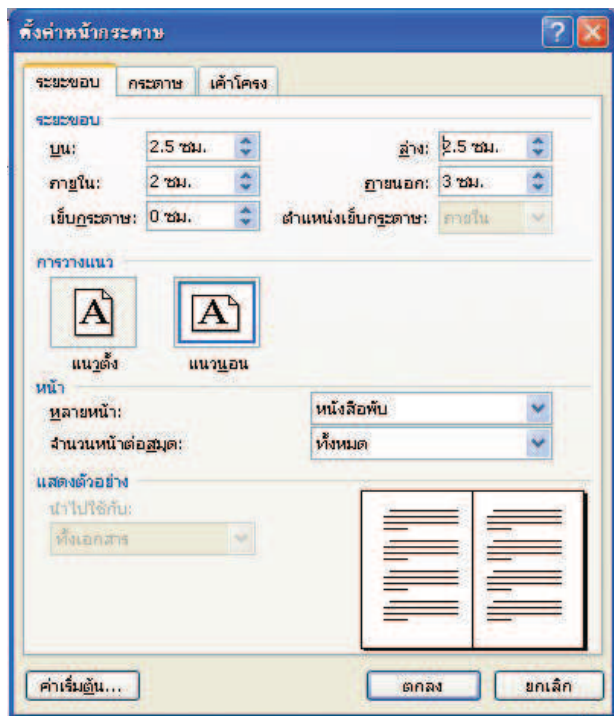 ตั้งค่าหน้ากระดาษ
ระยะขอบ กระดาษ เค้าโครง
ระยะขอบ
บน: 2.5 ซม. ล่าง: 2.5 ซม.
ภายใน: 2 ซม. ภายนอก: 3 ซม.
เย็บกระดาษ: 0 ซม. ตำแหน่งเย็บกระดาษ: ภายใน
การวางแนว
A A
แนวตั้ง แนวนอน
หน้า
หลายหน้า: หนังสือพับ
จำนวนหน้าต่อสมุด: ทั้งหมด
แสดงตัวอย่าง
นำไปใช้กับ:
ทั้งเอกสาร
ค่าเริ่มต้น... ตกลง ยกเลิก